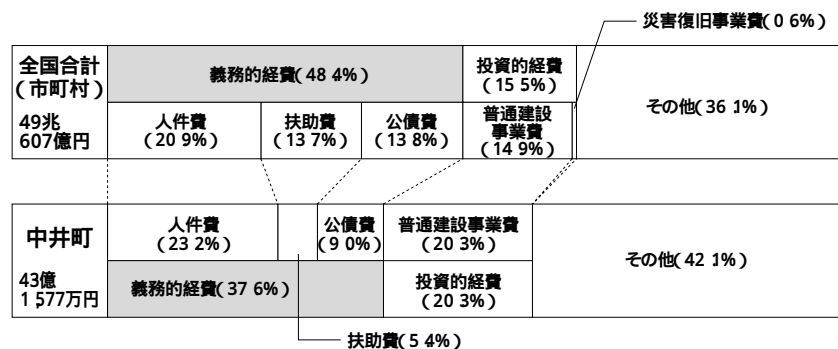 災害復旧事業費(0 6%)
全国合計
(市町村)
49兆
607億円
義務的経費(48 4%)
投資的経費
(15 5%)
その他(36 1%)
人件費
(20 9%)
扶助費
(13 7%)
公債費
(13 8%)
普通建設
事業費
(14 9%)
中井町
43億
1,577万円
人件費
(23 2%)
公債費
(9 0%)
普通建設事業費
(20 3%)
その他(42 1%)
義務的経費(37 6%)
投資的経費
(20 3%)
扶助費(5 4%)